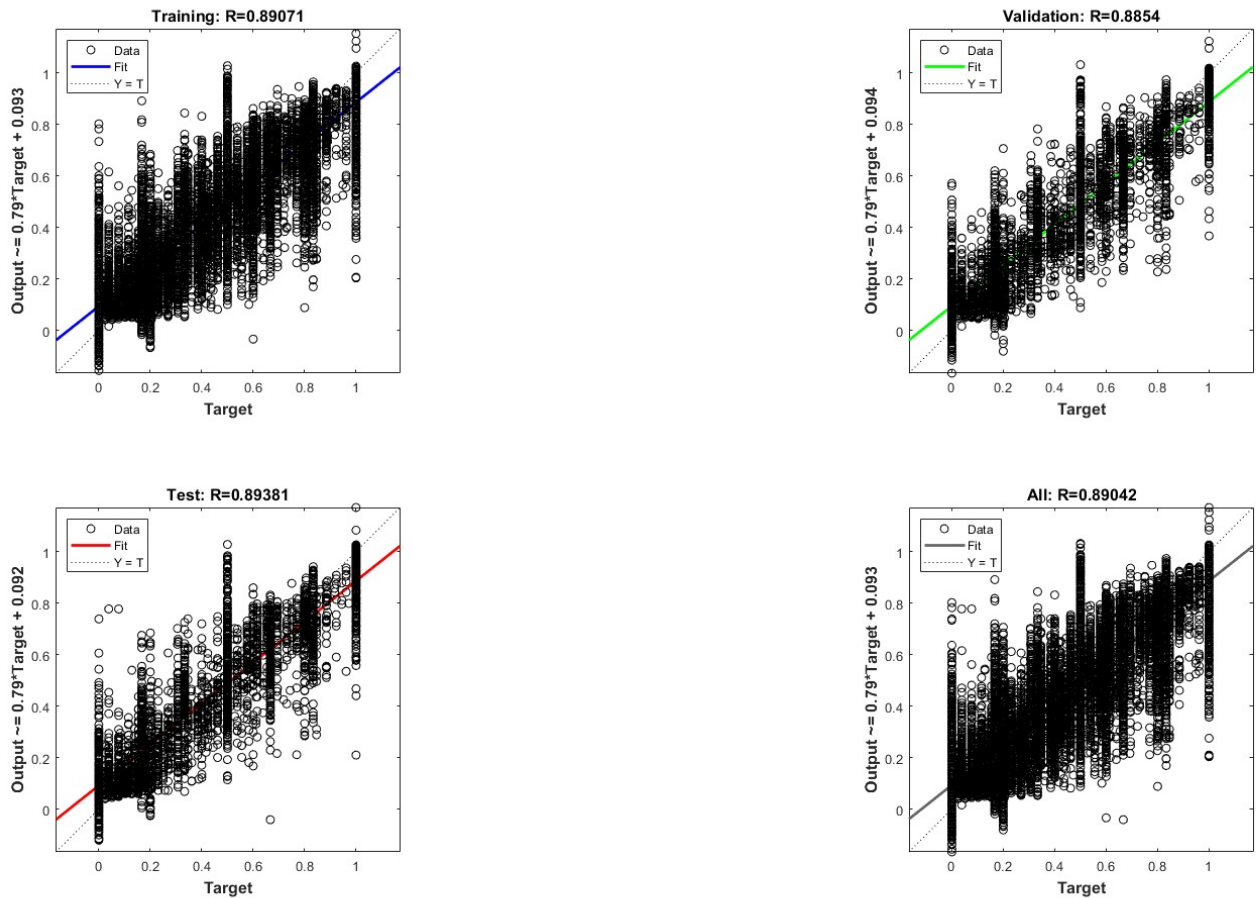 Training: R=0.89071
Data
Fit
Y = T
Output ~= 0.79*Target + 0.093
1
0.8
0.6
0.4
0.2
0
0 0.2 0.4 0.6 0.8 1
Target
Validation: R=0.8854
Data
Fit
Y = T
Output ~= 0.79*Target + 0.094
1
0.8
0.6
0.4
0.2
0
0 0.2 0.4 0.6 0.8 1
Target
Test: R=0.89381
Data
Fit
Y = T
Output ~= 0.79*Target + 0.092
1
0.8
0.6
0.4
0.2
0
0 0.2 0.4 0.6 0.8 1
Target
All: R=0.89042
Data
Fit
Y = T
Output ~= 0.79*Target + 0.093
1
0.8
0.6
0.4
0.2
0
0 0.2 0.4 0.6 0.8 1
Target